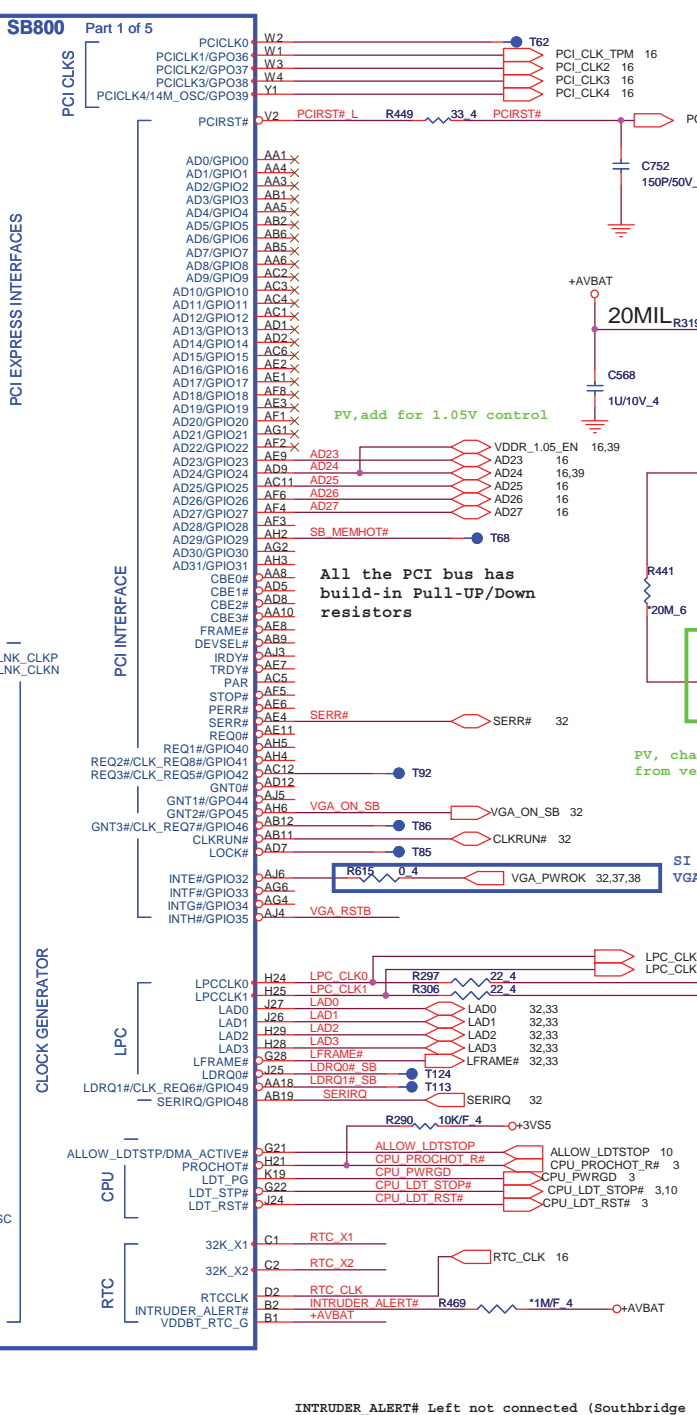 SB800 Part 1 of 5
PCI CLKS
PCICLK0 W2 T62
PCICLK1/GPO36 W1 PCI_CLK_TPM 16
PCICLK2/GPO37 W3 PCI_CLK2 16
PCICLK3/GPO38 W4 PCI_CLK3 16
PCICLK4/14M_OSC/GPO39 Y1 PCI_CLK4 16
PCIRST# V2 PCIRST#_L R449 33_4 PCIRST#
C752
150P/50V_
PCI EXPRESS INTERFACES
PCI INTERFACE
AD0/GPIO0 AA1
AD1/GPIO1 AA4
AD2/GPIO2 AA3
AD3/GPIO3 AB1
AD4/GPIO4 AA5
AD5/GPIO5 AB2
AD6/GPIO6 AB6
AD7/GPIO7 AB5
AD8/GPIO8 AA6
AD9/GPIO9 AC2
AD10/GPIO10 AC3
AD11/GPIO11 AC4
AD12/GPIO12 AC1
AD13/GPIO13 AD1
AD14/GPIO14 AD2
AD15/GPIO15 AC6
AD16/GPIO16 AE2
AD17/GPIO17 AE1
AD18/GPIO18 AF8
AD19/GPIO19 AE3
AD20/GPIO20 AF1
AD21/GPIO21 AG1
AD22/GPIO22 AF2
AD23/GPIO23 AE9 AD23
AD24/GPIO24 AD9 AD24
AD25/GPIO25 AC11 AD25
AD26/GPIO26 AF6 AD26
AD27/GPIO27 AF4 AD27
AD28/GPIO28 AF3
AD29/GPIO29 AH2 SB_MEMHOT# T68
AD30/GPIO30 AG2
AD31/GPIO31 AH3
+AVBAT
20MIL
R319
C568
1U/10V_4
PV,add for 1.05V control
VDDR_1.05_EN 16,39
AD23 16
AD24 16,39
AD25 16
AD26 16
AD27 16
All the PCI bus has
build-in Pull-UP/Down
resistors
R441
*20M_6
CBE0# AA8
CBE1# AD5
CBE2# AD8
CBE3# AA10
FRAME# AE8
DEVSEL# AB9
IRDY# AJ3
TRDY# AE7
PAR AC5
STOP# AF5
PERR# AE6
SERR# AE4 SERR# SERR# 32
REQ0# AE11
REQ1#/GPIO40 AH5
REQ2#/CLK_REQ8#/GPIO41 AH4
REQ3#/CLK_REQ5#/GPIO42 AC12 T92
GNT0# AD12
GNT1#/GPO44 AJ5
GNT2#/GPO45 AH6 VGA_ON_SB VGA_ON_SB 32
GNT3#/CLK_REQ7#/GPIO46 AB12 T86
CLKRUN# AB11 CLKRUN# 32
LOCK# AD7 T85
PV, cha
from ve
INTE#/GPIO32 AJ6 R615 0_4 VGA_PWROK 32,37,38
INTF#/GPIO33 AG6
INTG#/GPIO34 AG4
INTH#/GPIO35 AJ4 VGA_RSTB
SI
VGA
LNK_CLKP
LNK_CLKN
CLOCK GENERATOR
LPC
LPC_CLK
LPC_CLK
LPCCLK0 H24 LPC_CLK0 R297 22_4
LPCCLK1 H25 LPC_CLK1 R306 22_4
LAD0 J27 LAD0 LAD0 32,33
LAD1 J26 LAD1 LAD1 32,33
LAD2 H29 LAD2 LAD2 32,33
LAD3 H28 LAD3 LAD3 32,33
LFRAME# G28 LFRAME# LFRAME# 32,33
LDRQ0# J25 LDRQ0#_SB T124
LDRQ1#/CLK_REQ6#/GPIO49 AA18 LDRQ1#_SB T113
SERIRQ/GPIO48 AB19 SERIRQ SERIRQ 32
R290 10K/F_4 +3VS5
CPU
ALLOW_LDTSTP/DMA_ACTIVE# G21 ALLOW_LDTSTOP ALLOW_LDTSTOP 10
PROCHOT# H21 CPU_PROCHOT_R# CPU_PROCHOT_R# 3
LDT_PG K19 CPU_PWRGD CPU_PWRGD 3
LDT_STP# G22 CPU_LDT_STOP# CPU_LDT_STOP# 3,10
LDT_RST# J24 CPU_LDT_RST# CPU_LDT_RST# 3
SC
RTC
32K_X1 C1 RTC_X1
32K_X2 C2 RTC_X2
RTC_CLK 16
RTCCLK D2 RTC_CLK
INTRUDER_ALERT# B2 INTRUDER_ALERT# R469 *1M/F_4 +AVBAT
VDDBT_RTC_G B1 +AVBAT
INTRUDER_ALERT# Left not connected (Southbridge